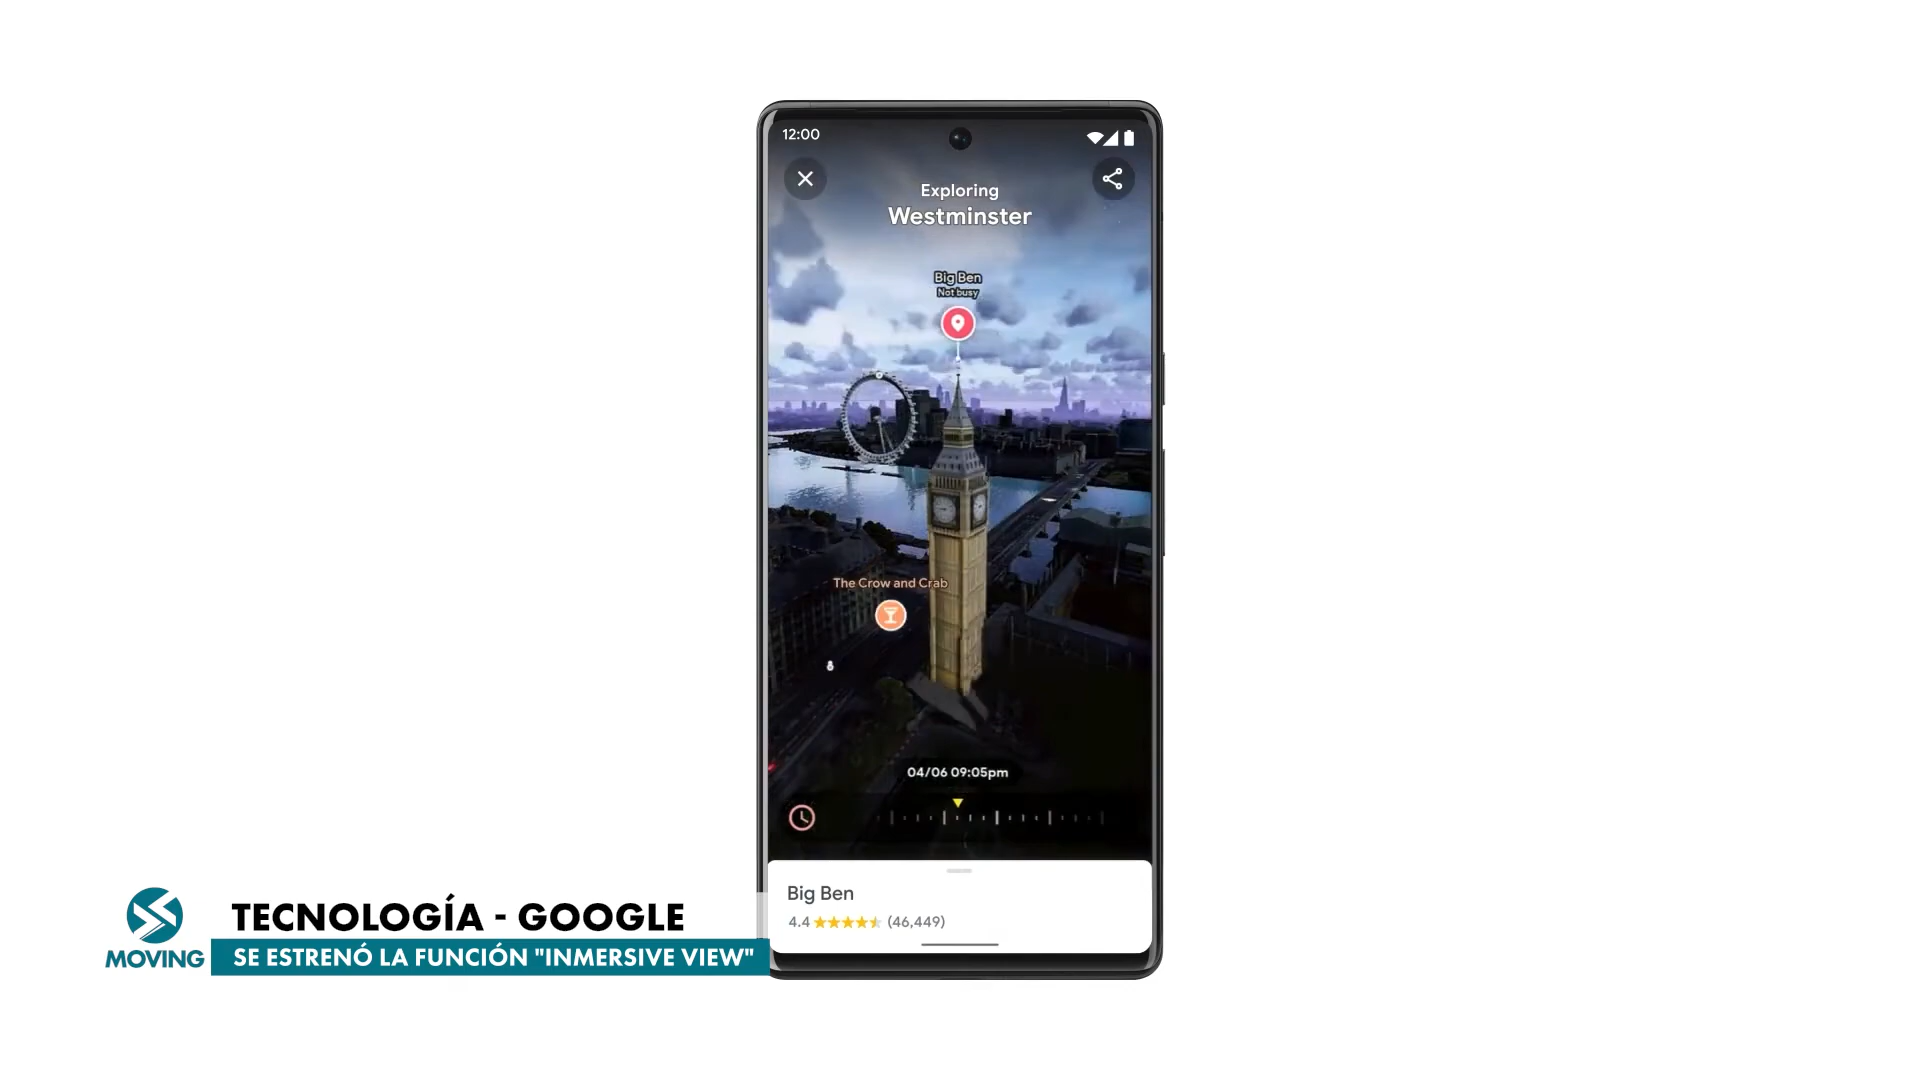 12:00
Exploring
Westminster
Big Ben
Not busy
The Crow and Crab
04/06 09:05pm
Big Ben
4.4 (46,449)
MOVING
TECNOLOGÍA - GOOGLE
SE ESTRENÓ LA FUNCIÓN "INMERSIVE VIEW"